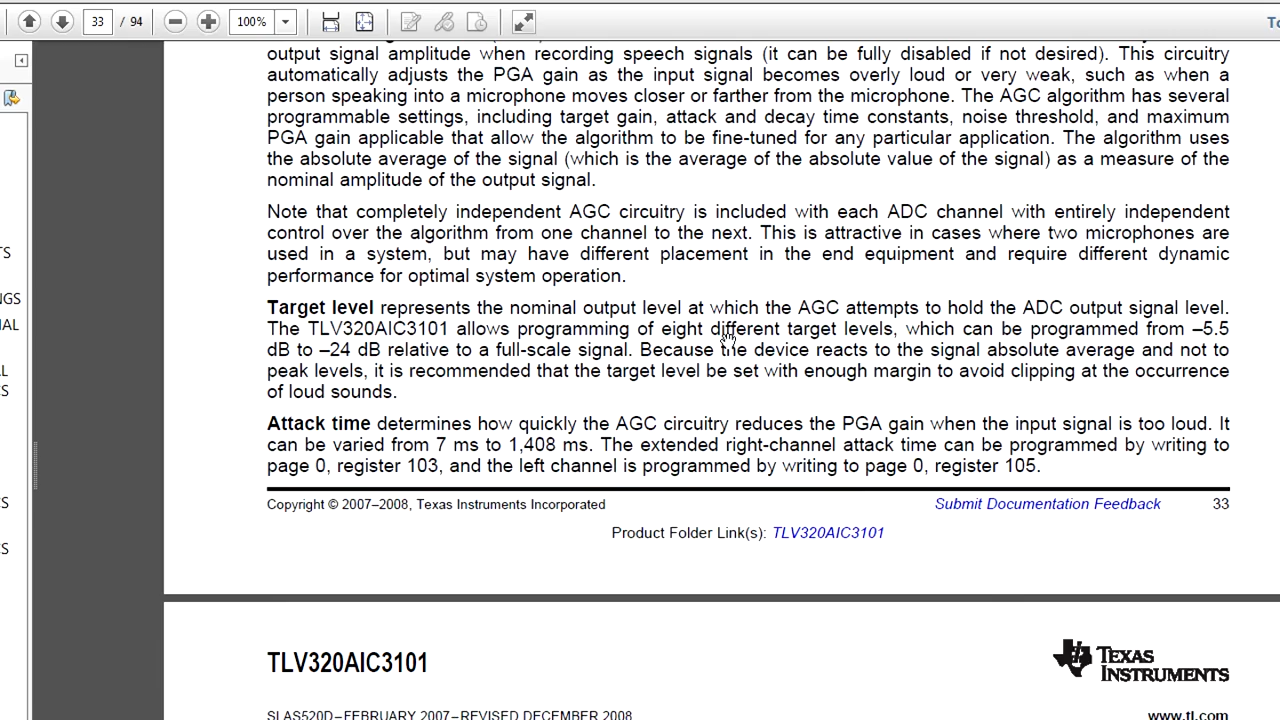 33 / 94 100% To
output signal amplitude when recording speech signals (it can be fully disabled if not desired). This circuitry
automatically adjusts the PGA gain as the input signal becomes overly loud or very weak, such as when a
person speaking into a microphone moves closer or farther from the microphone. The AGC algorithm has several
programmable settings, including target gain, attack and decay time constants, noise threshold, and maximum
PGA gain applicable that allow the algorithm to be fine-tuned for any particular application. The algorithm uses
the absolute average of the signal (which is the average of the absolute value of the signal) as a measure of the
nominal amplitude of the output signal.
Note that completely independent AGC circuitry is included with each ADC channel with entirely independent
control over the algorithm from one channel to the next. This is attractive in cases where two microphones are
used in a system, but may have different placement in the end equipment and require different dynamic
performance for optimal system operation.
Target level represents the nominal output level at which the AGC attempts to hold the ADC output signal level.
The TLV320AIC3101 allows programming of eight different target levels, which can be programmed from –5.5
dB to –24 dB relative to a full-scale signal. Because the device reacts to the signal absolute average and not to
peak levels, it is recommended that the target level be set with enough margin to avoid clipping at the occurrence
of loud sounds.
Attack time determines how quickly the AGC circuitry reduces the PGA gain when the input signal is too loud. It
can be varied from 7 ms to 1,408 ms. The extended right-channel attack time can be programmed by writing to
page 0, register 103, and the left channel is programmed by writing to page 0, register 105.
Copyright © 2007–2008, Texas Instruments Incorporated Submit Documentation Feedback 33
Product Folder Link(s): TLV320AIC3101
TLV320AIC3101
TEXAS
INSTRUMENTS
SLAS520D–FEBRUARY 2007–REVISED DECEMBER 2008
www.ti.com
TS
NGS
IAL
L
CS
CS
CS